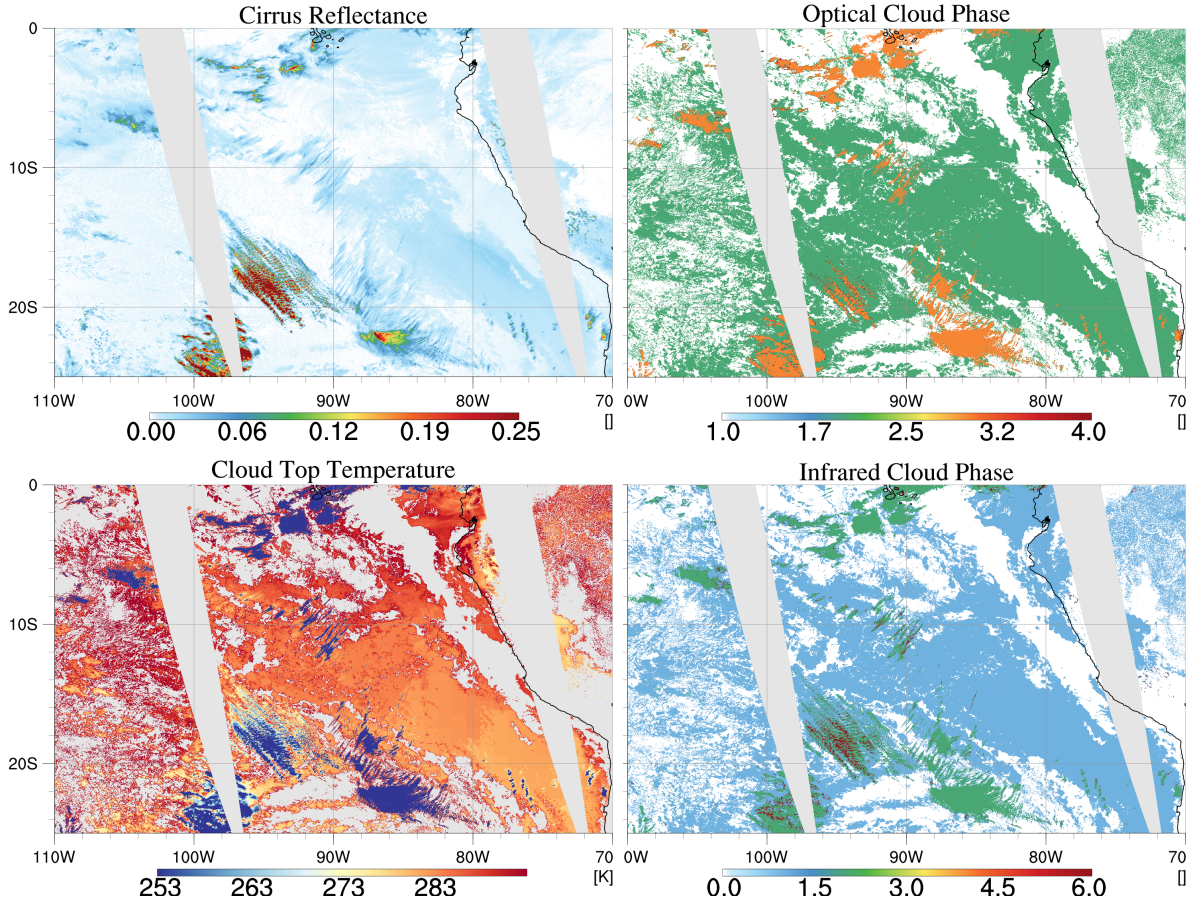 Cirrus Reflectance
Optical Cloud Phase
0
10S
20S
110W 100W 90W 80W 70
0W 100W 90W 80W 70
0.00 0.06 0.12 0.19 0.25 []
1.0 1.7 2.5 3.2 4.0 []
Cloud Top Temperature
Infrared Cloud Phase
0
10S
20S
110W 100W 90W 80W 70
0W 100W 90W 80W 70
253 263 273 283 [K]
0.0 1.5 3.0 4.5 6.0 []